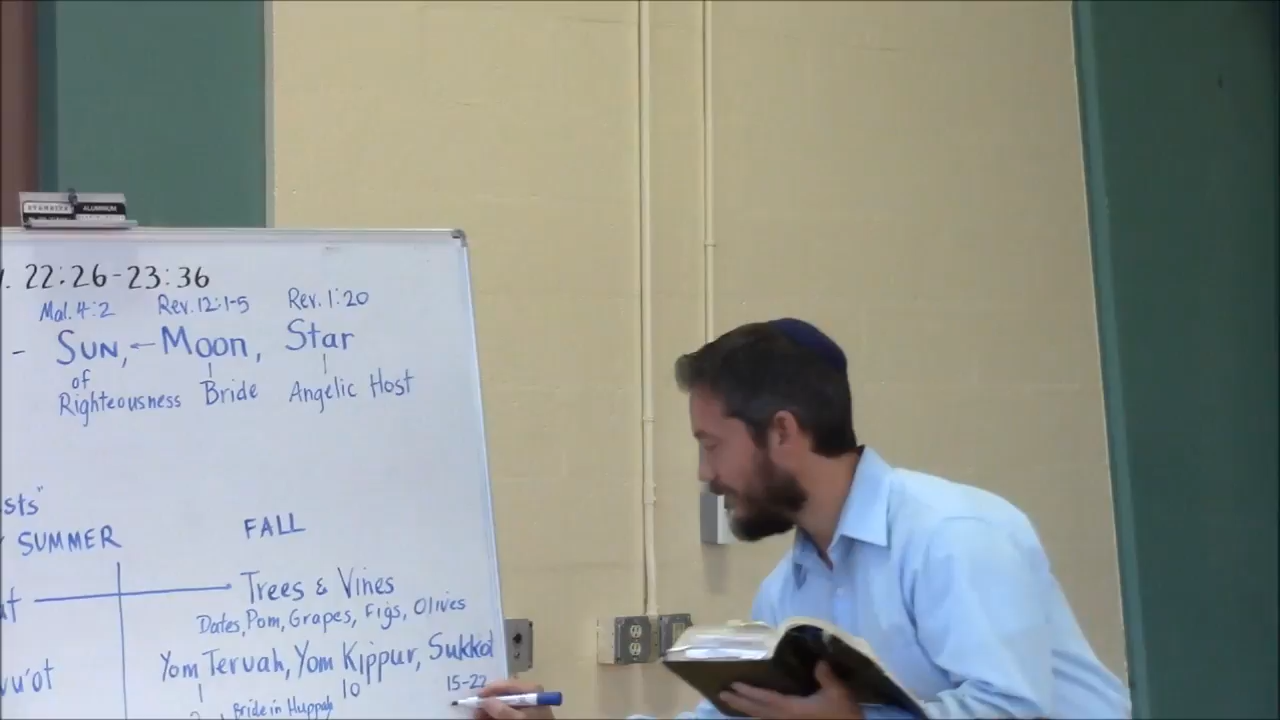 22:26-23:36
Mal. 4:2 Rev. 12:1-5 Rev. 1:20
- SUN, ← MOON, Star
of
Righteousness Bride Angelic Host
sts"
SUMMER FALL
Trees & Vines
Dates, Pom, Grapes, Figs, Olives
Yom Teruah, Yom Kippur, Sukkot
vu'ot
10 15-22
Bride in Huppah